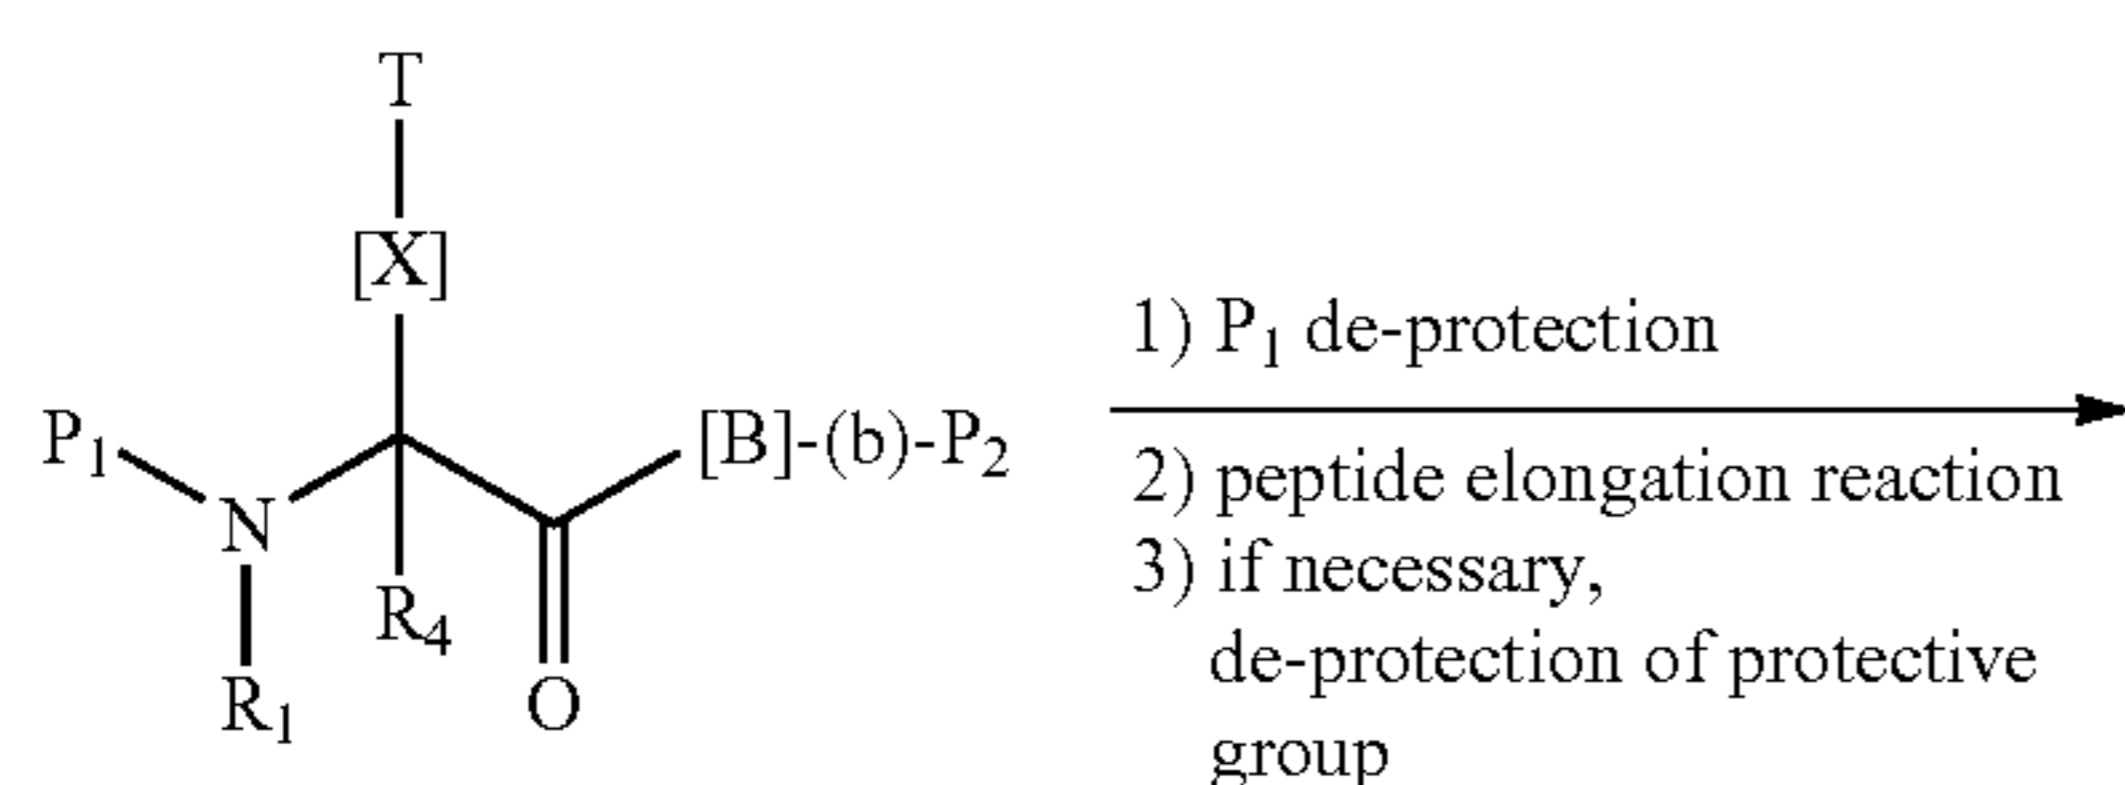 T
[X]
P₁
N
R₁
R₄
O
[B]-(b)-P₂
1) P₁ de-protection
2) peptide elongation reaction
3) if necessary,
de-protection of protective
group